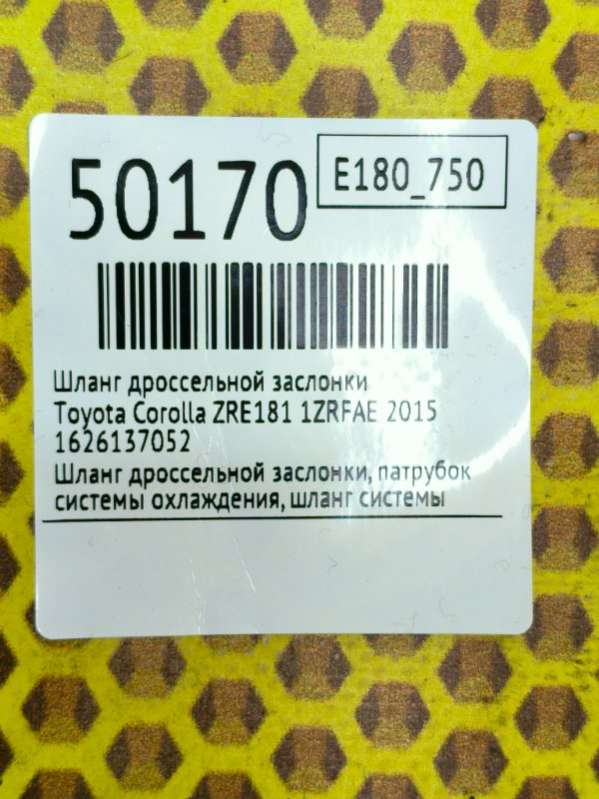 50170
E180_750
Шланг дроссельной заслонки
Toyota Corolla ZRE181 1ZRFAE 2015
1626137052
Шланг дроссельной заслонки, патрубок
системы охлаждения, шланг системы